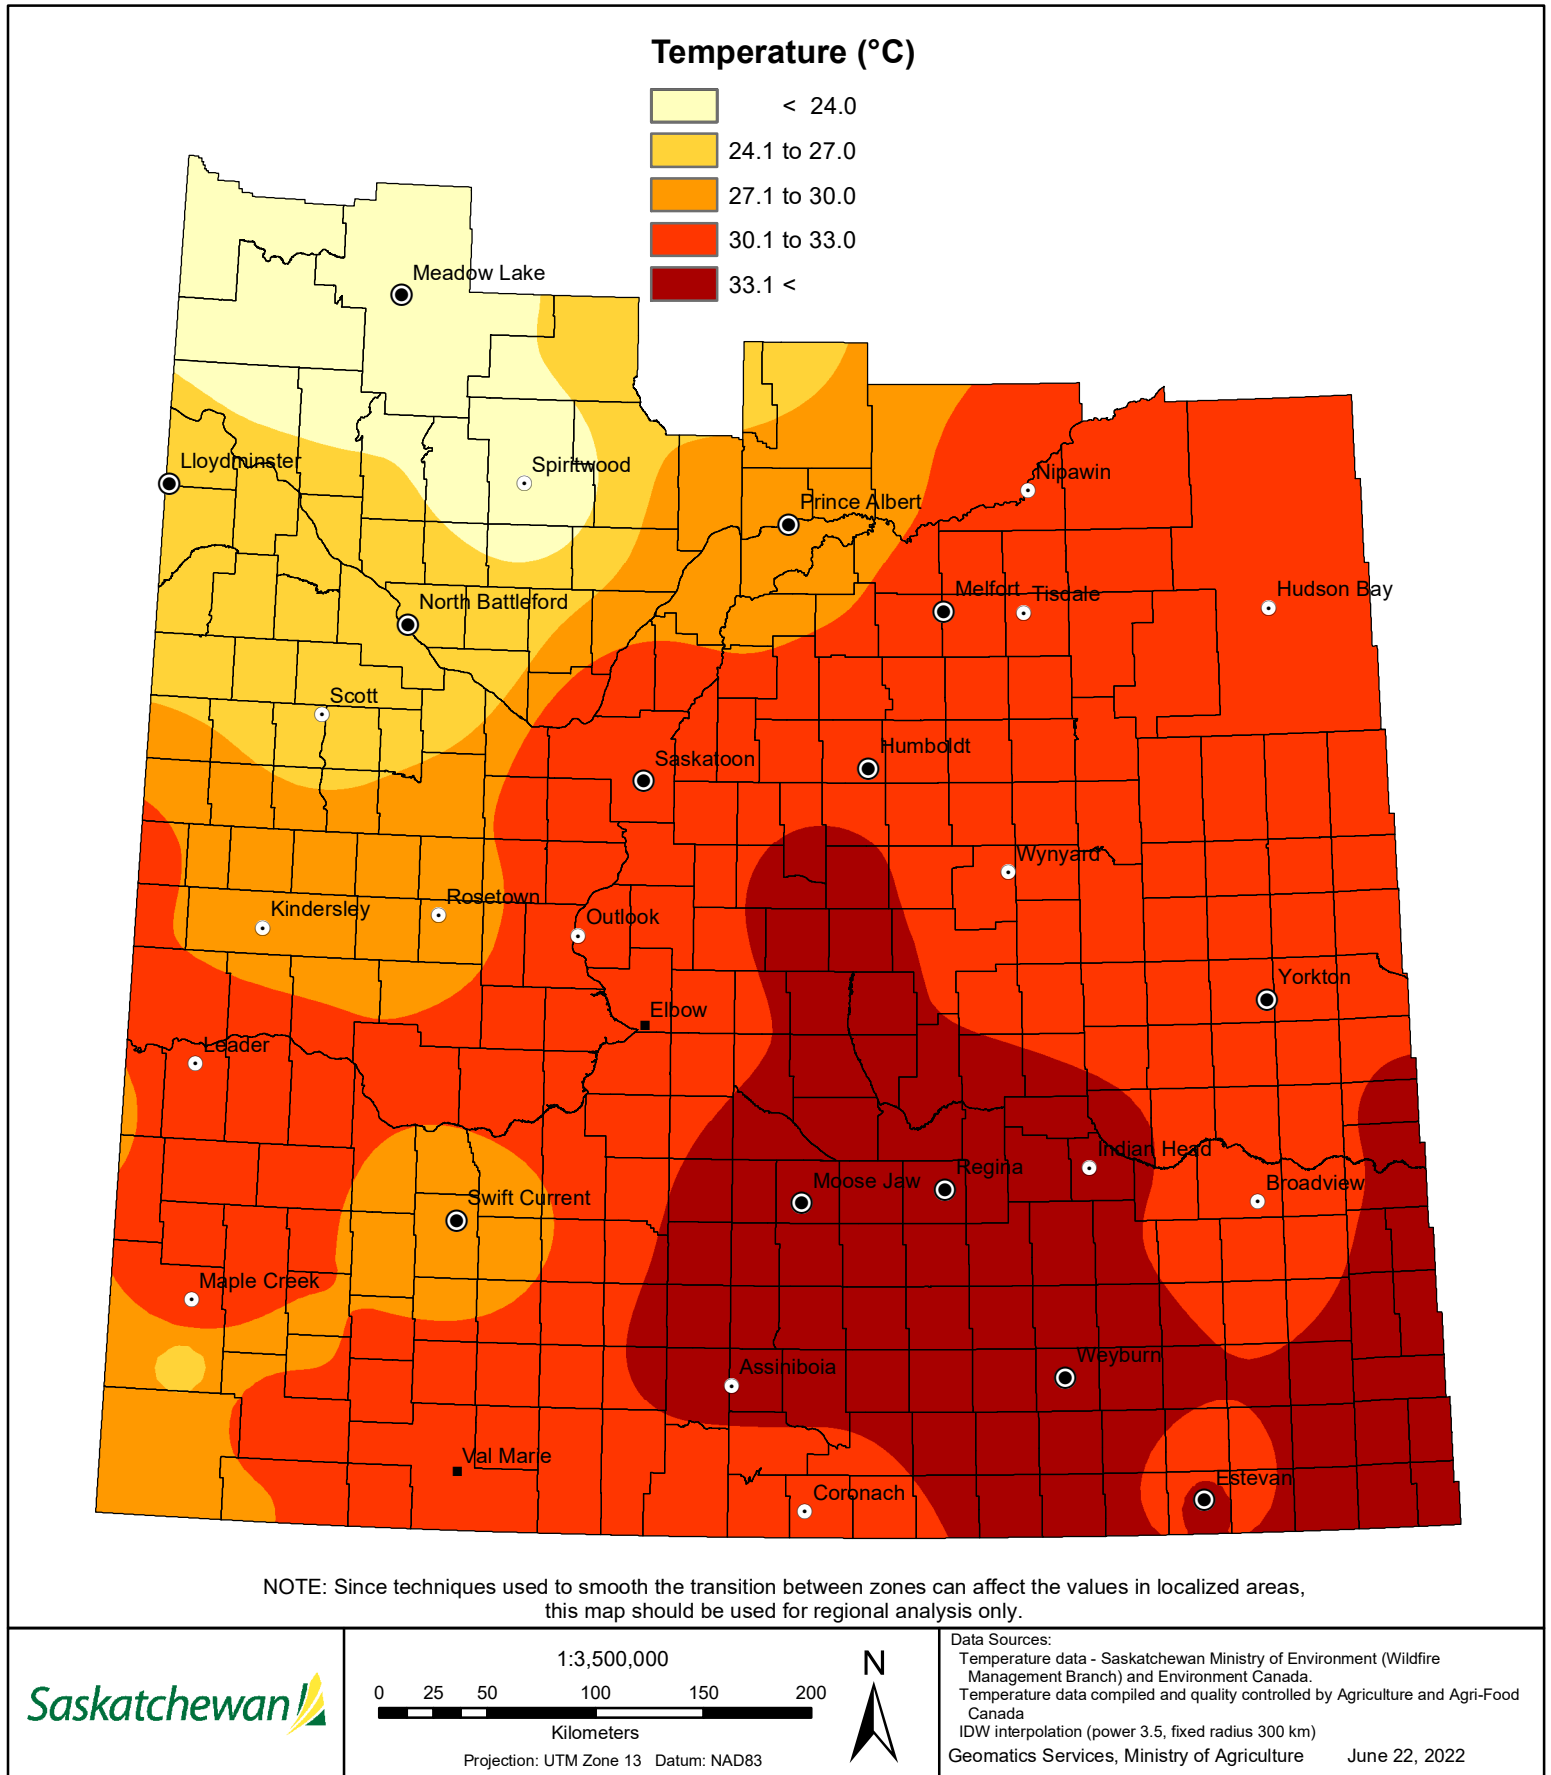 Temperature (°C)
< 24.0
24.1 to 27.0
27.1 to 30.0
30.1 to 33.0
33.1 <
Meadow Lake
Lloydminster
Spiritwood
Nipawin
Prince Albert
Melfort
Tisdale
Hudson Bay
North Battleford
Scott
Saskatoon
Humboldt
Wynyard
Kindersley
Rosetown
Outlook
Yorkton
Elbow
Leader
Indian Head
Regina
Moose Jaw
Broadview
Swift Current
Maple Creek
Assiniboia
Weyburn
Val Marie
Coronach
Estevan
NOTE: Since techniques used to smooth the transition between zones can affect the values in localized areas,
this map should be used for regional analysis only.
Saskatchewan
1:3,500,000
0 25 50 100 150 200
Kilometers
Projection: UTM Zone 13 Datum: NAD83
N
Data Sources:
Temperature data - Saskatchewan Ministry of Environment (Wildfire
Management Branch) and Environment Canada.
Temperature data compiled and quality controlled by Agriculture and Agri-Food
Canada
IDW interpolation (power 3.5, fixed radius 300 km)
Geomatics Services, Ministry of Agriculture June 22, 2022